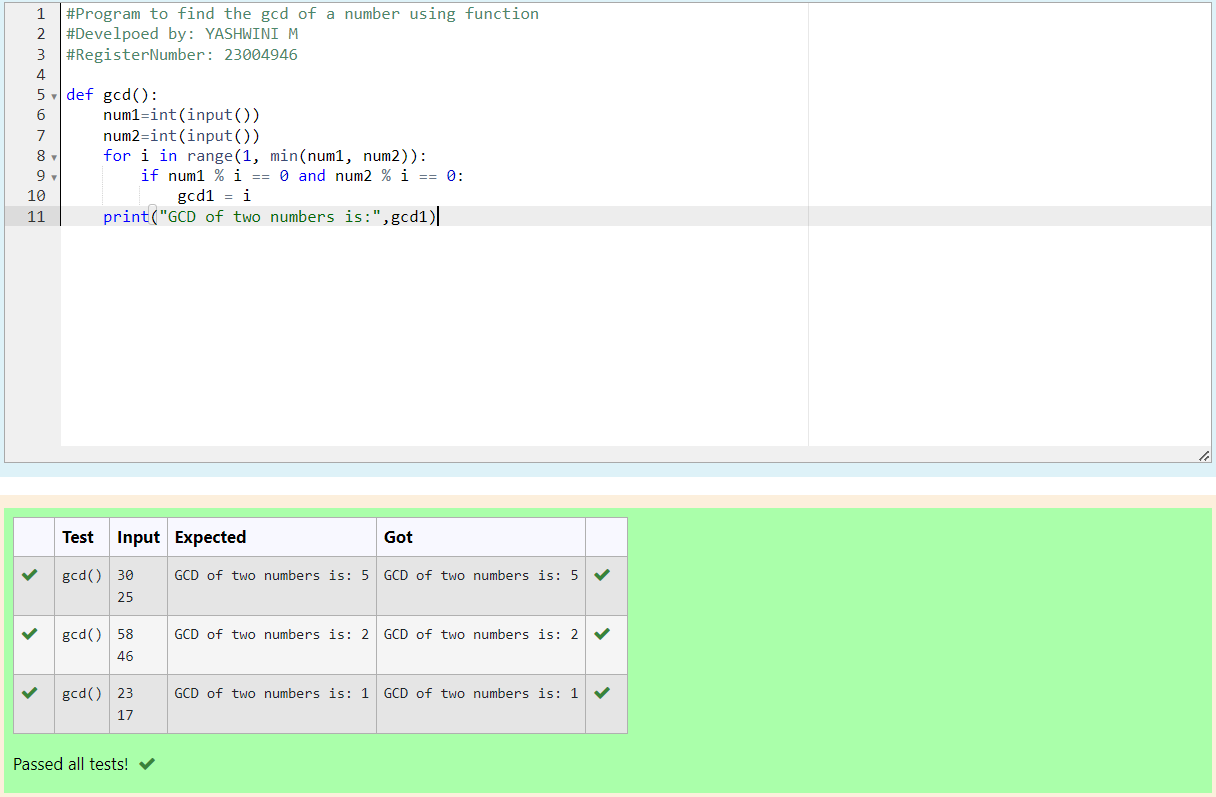 1 #Program to find the gcd of a number using function
2 #Develpoed by: YASHWINI M
3 #RegisterNumber: 23004946
4
5 def gcd():
6     num1=int(input())
7     num2=int(input())
8     for i in range(1, min(num1, num2)):
9         if num1 % i == 0 and num2 % i == 0:
10             gcd1 = i
11     print("GCD of two numbers is:",gcd1)
Test Input Expected Got
gcd() 30 GCD of two numbers is: 5 GCD of two numbers is: 5
25
gcd() 58 GCD of two numbers is: 2 GCD of two numbers is: 2
46
gcd() 23 GCD of two numbers is: 1 GCD of two numbers is: 1
17
Passed all tests!